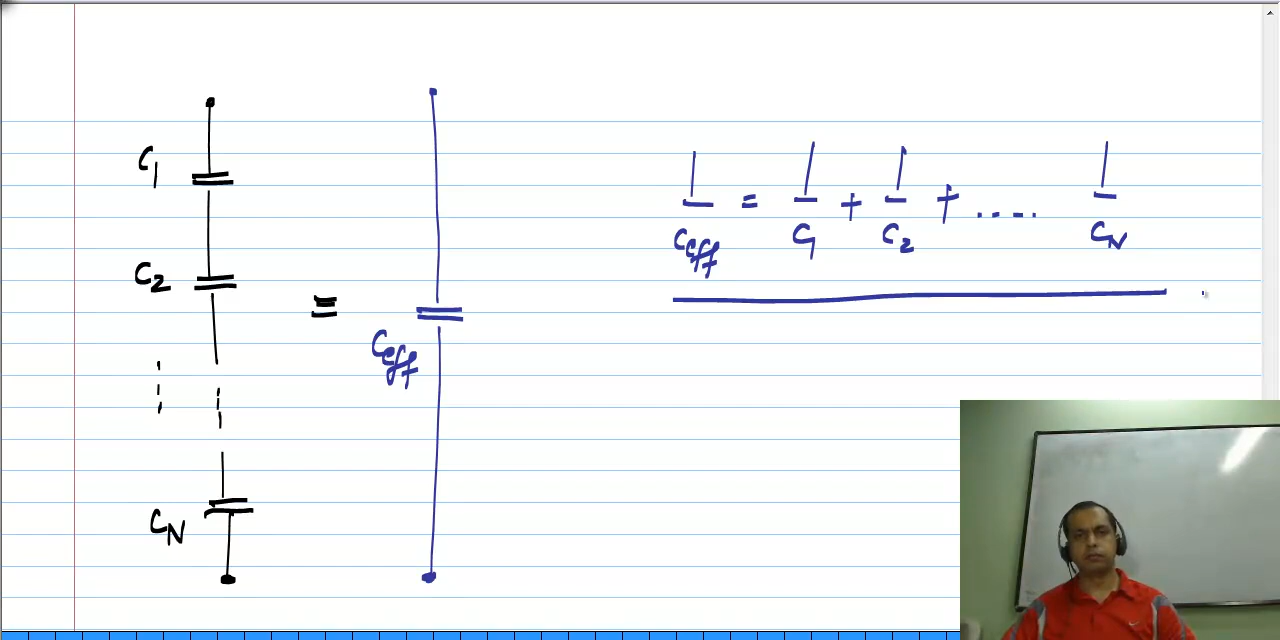 C1
C2
CN
=
Ceff
1/Ceff = 1/C1 + 1/C2 + ..... 1/CN